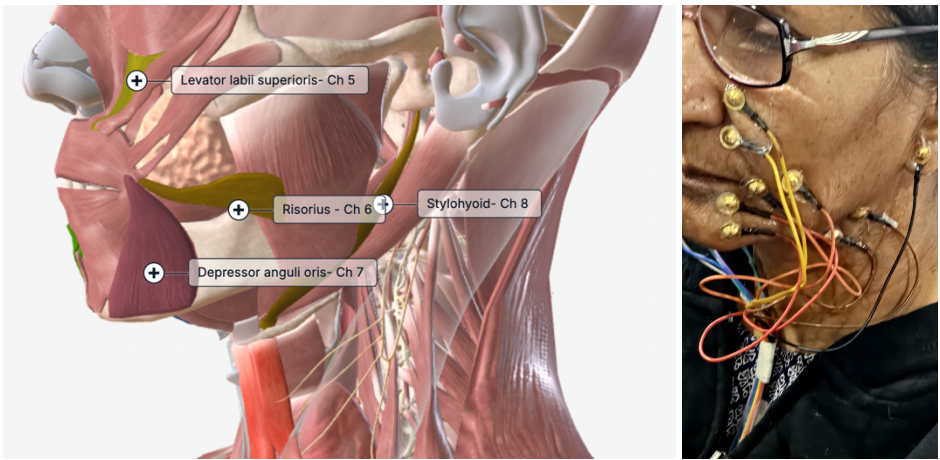 Levator labii superioris- Ch 5
Risorius - Ch 6
Stylohyoid- Ch 8
Depressor anguli oris- Ch 7